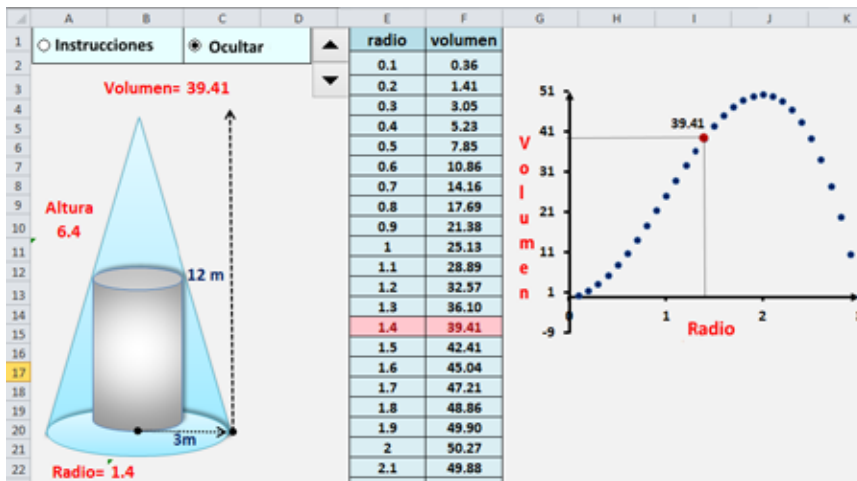 A B C D E F G H I J K
1 Instrucciones Ocultar radio volumen
2 0.1 0.36
3 Volumen= 39.41 0.2 1.41
4 0.3 3.05
5 0.4 5.23
6 0.5 7.85
7 0.6 10.86
8 0.7 14.16
9 0.8 17.69
10 0.9 21.38
11 1 25.13
12 1.1 28.89
13 1.2 32.57
14 1.3 36.10
15 1.4 39.41
16 1.5 42.41
17 1.6 45.04
18 1.7 47.21
19 1.8 48.86
20 1.9 49.90
21 2 50.27
22 2.1 49.88
Altura
6.4
12 m
3m
Radio= 1.4
Volumen
51
41
31
21
11
1
-9
39.41
0 1 2 3
Radio